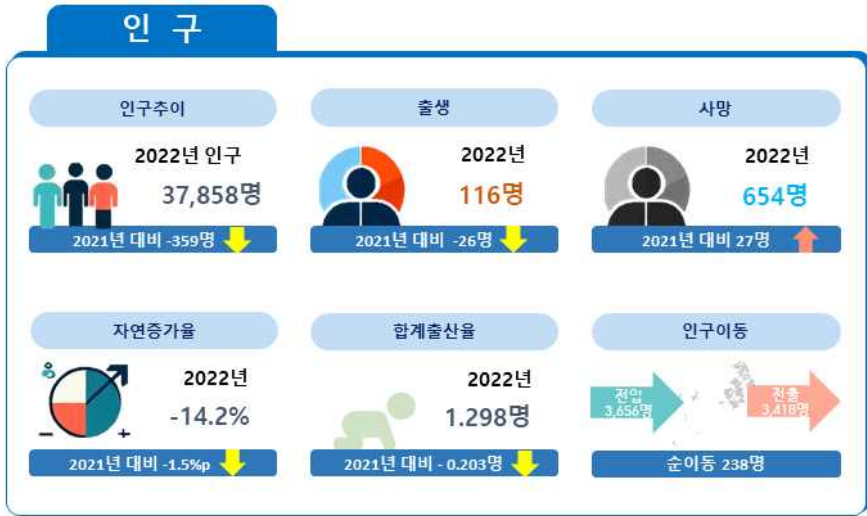 인 구
인구추이
2022년 인구
37,858명
2021년 대비 -359명
출생
2022년
116명
2021년 대비 -26명
사망
2022년
654명
2021년 대비 27명
자연증가율
2022년
-14.2%
2021년 대비 -1.5%p
합계출산율
2022년
1.298명
2021년 대비 - 0.203명
인구이동
전입
3,656명
전출
3,418명
순이동 238명